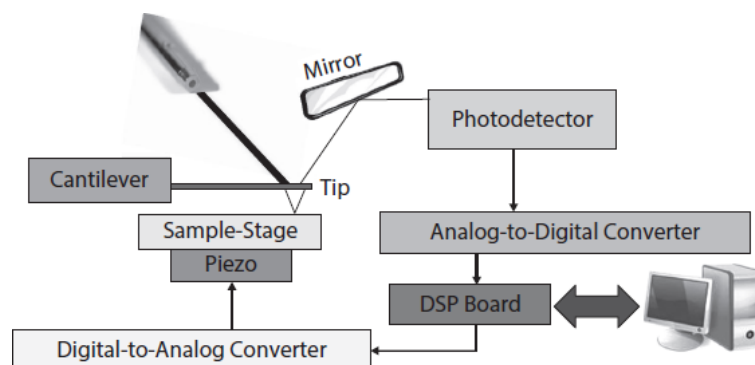 Mirror
Photodetector
Cantilever
Tip
Sample-Stage
Analog-to-Digital Converter
Piezo
DSP Board
Digital-to-Analog Converter